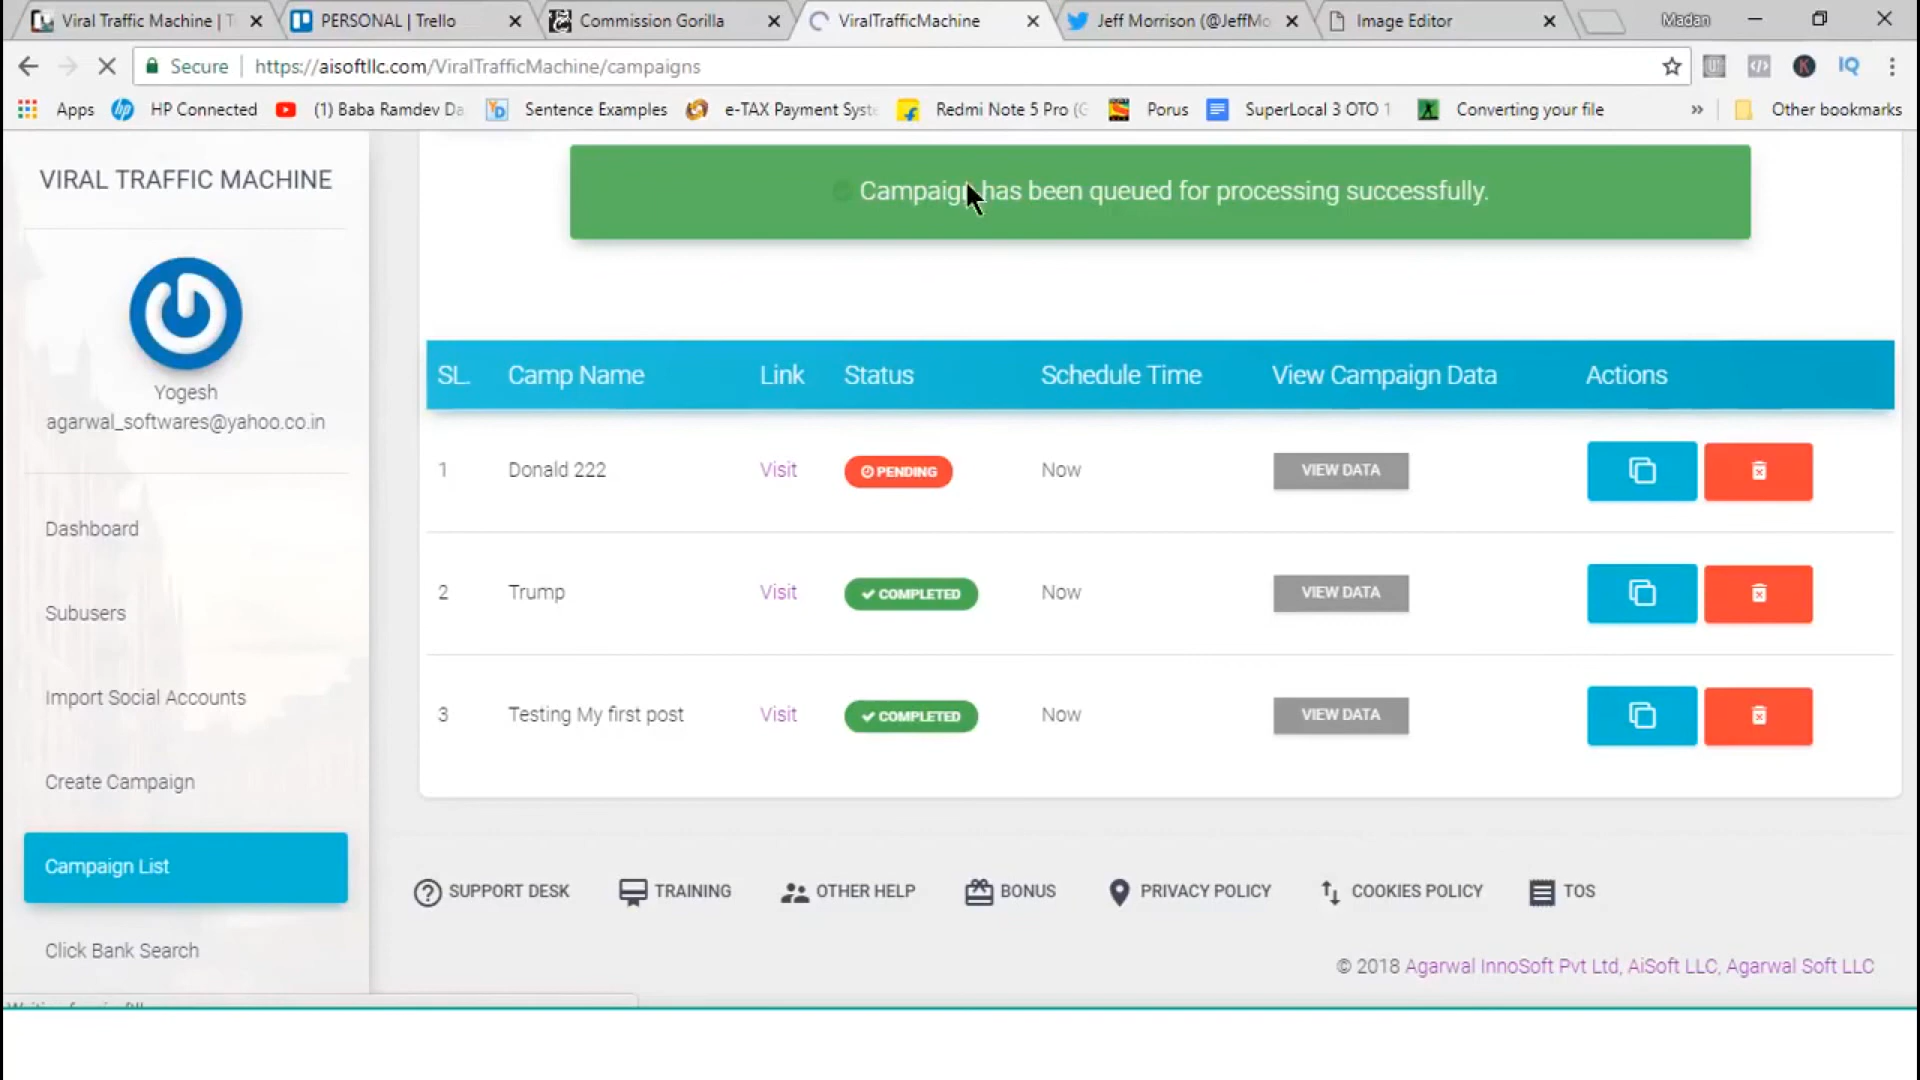 Viral Traffic Machine | T
PERSONAL | Trello
Commission Gorilla
ViralTrafficMachine
Jeff Morrison (@JeffMo
Image Editor
Madan
Secure
https://aisoftllc.com/ViralTrafficMachine/campaigns
IQ
Apps
HP Connected
(1) Baba Ramdev Da
Sentence Examples
e-TAX Payment Syste
Redmi Note 5 Pro (G
Porus
SuperLocal 3 OTO 1
Converting your file
»
Other bookmarks
VIRAL TRAFFIC MACHINE
Yogesh
agarwal_softwares@yahoo.co.in
Dashboard
Subusers
Import Social Accounts
Create Campaign
Campaign List
Click Bank Search
Campaign has been queued for processing successfully.
SL. Camp Name Link Status Schedule Time View Campaign Data Actions
1 Donald 222 Visit PENDING Now VIEW DATA
2 Trump Visit COMPLETED Now VIEW DATA
3 Testing My first post Visit COMPLETED Now VIEW DATA
SUPPORT DESK TRAINING OTHER HELP BONUS PRIVACY POLICY COOKIES POLICY TOS
© 2018 Agarwal InnoSoft Pvt Ltd, AiSoft LLC, Agarwal Soft LLC